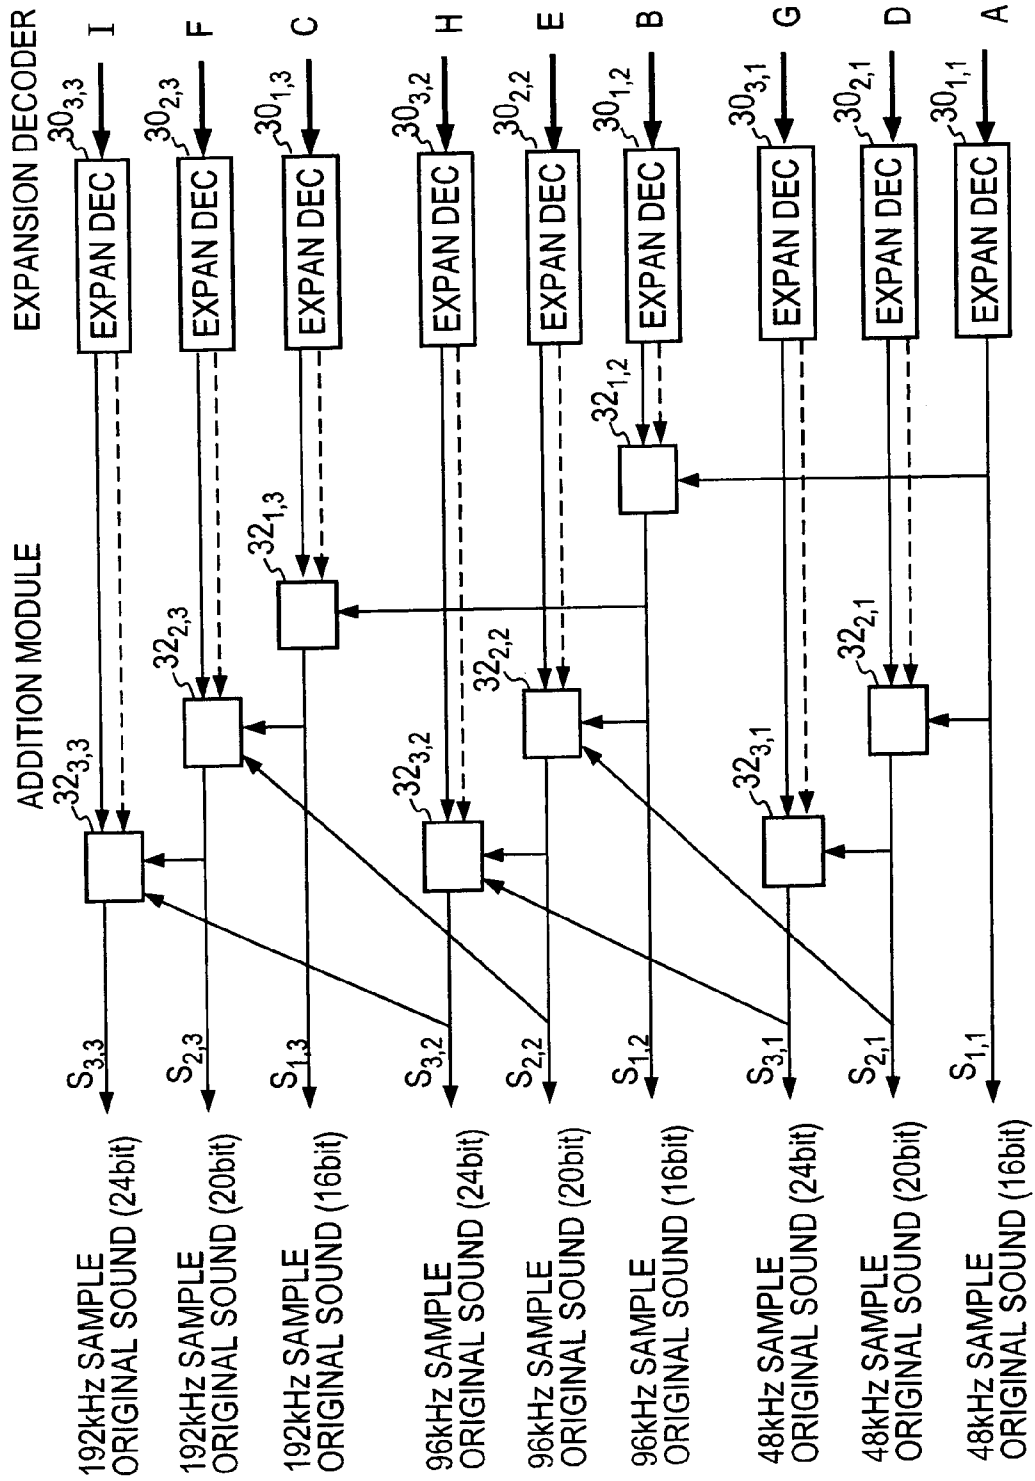 EXPANSION DECODER
ADDITION MODULE
I
F
C
H
E
B
G
D
A
30₃,₃
30₂,₃
30₁,₃
30₃,₂
30₂,₂
30₁,₂
30₃,₁
30₂,₁
30₁,₁
EXPAN DEC
EXPAN DEC
EXPAN DEC
EXPAN DEC
EXPAN DEC
EXPAN DEC
EXPAN DEC
EXPAN DEC
EXPAN DEC
32₃,₃
32₂,₃
32₁,₃
32₃,₂
32₂,₂
32₁,₂
32₃,₁
32₂,₁
S₃,₃
S₂,₃
S₁,₃
S₃,₂
S₂,₂
S₁,₂
S₃,₁
S₂,₁
S₁,₁
192kHz SAMPLE
ORIGINAL SOUND (24bit)
192kHz SAMPLE
ORIGINAL SOUND (20bit)
192kHz SAMPLE
ORIGINAL SOUND (16bit)
96kHz SAMPLE
ORIGINAL SOUND (24bit)
96kHz SAMPLE
ORIGINAL SOUND (20bit)
96kHz SAMPLE
ORIGINAL SOUND (16bit)
48kHz SAMPLE
ORIGINAL SOUND (24bit)
48kHz SAMPLE
ORIGINAL SOUND (20bit)
48kHz SAMPLE
ORIGINAL SOUND (16bit)